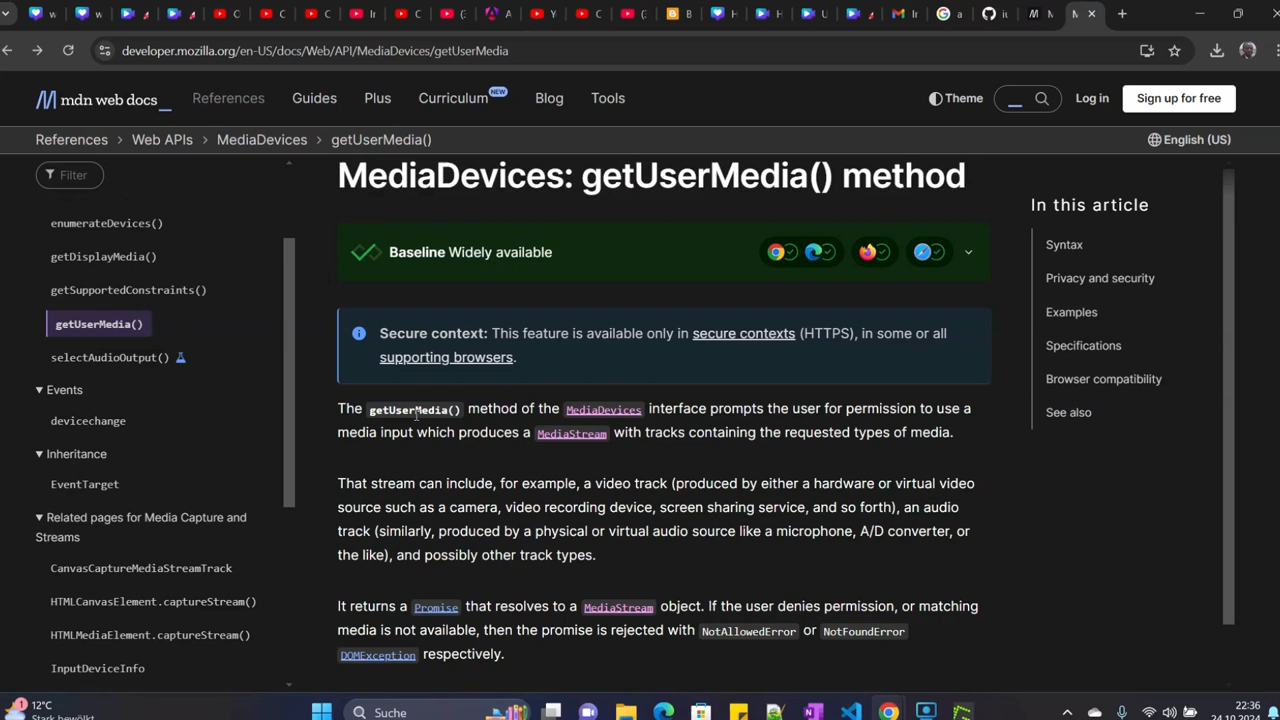 developer.mozilla.org/en-US/docs/Web/API/MediaDevices/getUserMedia
mdn web docs_
References
Guides
Plus
Curriculum NEW
Blog
Tools
Theme
Log in
Sign up for free
References > Web APIs > MediaDevices > getUserMedia()
English (US)
Filter
enumerateDevices()
getDisplayMedia()
getSupportedConstraints()
getUserMedia()
selectAudioOutput()
Events
devicechange
Inheritance
EventTarget
Related pages for Media Capture and
Streams
CanvasCaptureMediaStreamTrack
HTMLCanvasElement.captureStream()
HTMLMediaElement.captureStream()
InputDeviceInfo
MediaDevices: getUserMedia() method
Baseline Widely available
Secure context: This feature is available only in secure contexts (HTTPS), in some or all
supporting browsers.
The getUserMedia() method of the MediaDevices interface prompts the user for permission to use a
media input which produces a MediaStream with tracks containing the requested types of media.
That stream can include, for example, a video track (produced by either a hardware or virtual video
source such as a camera, video recording device, screen sharing service, and so forth), an audio
track (similarly, produced by a physical or virtual audio source like a microphone, A/D converter, or
the like), and possibly other track types.
It returns a Promise that resolves to a MediaStream object. If the user denies permission, or matching
media is not available, then the promise is rejected with NotAllowedError or NotFoundError
DOMException respectively.
In this article
Syntax
Privacy and security
Examples
Specifications
Browser compatibility
See also
1
12°C
Stark bewölkt
Suche
22:36
24.10.2024